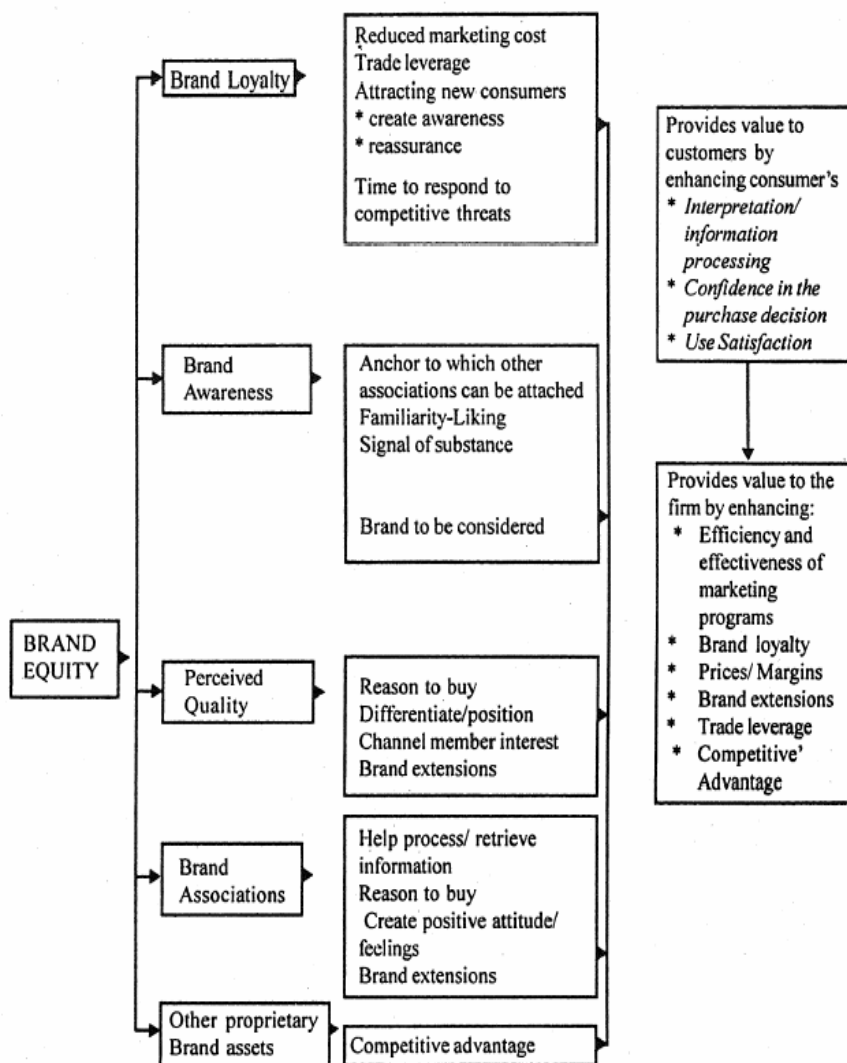 BRAND
EQUITY
Brand Loyalty
Reduced marketing cost
Trade leverage
Attracting new consumers
* create awareness
* reassurance
Time to respond to
competitive threats
Brand
Awareness
Anchor to which other
associations can be attached
Familiarity-Liking
Signal of substance
Brand to be considered
Perceived
Quality
Reason to buy
Differentiate/position
Channel member interest
Brand extensions
Brand
Associations
Help process/ retrieve
information
Reason to buy
Create positive attitude/
feelings
Brand extensions
Other proprietary
Brand assets
Competitive advantage
Provides value to
customers by
enhancing consumer's
* Interpretation/
information
processing
* Confidence in the
purchase decision
* Use Satisfaction
Provides value to the
firm by enhancing:
* Efficiency and
effectiveness of
marketing
programs
* Brand loyalty
* Prices/ Margins
* Brand extensions
* Trade leverage
* Competitive'
Advantage